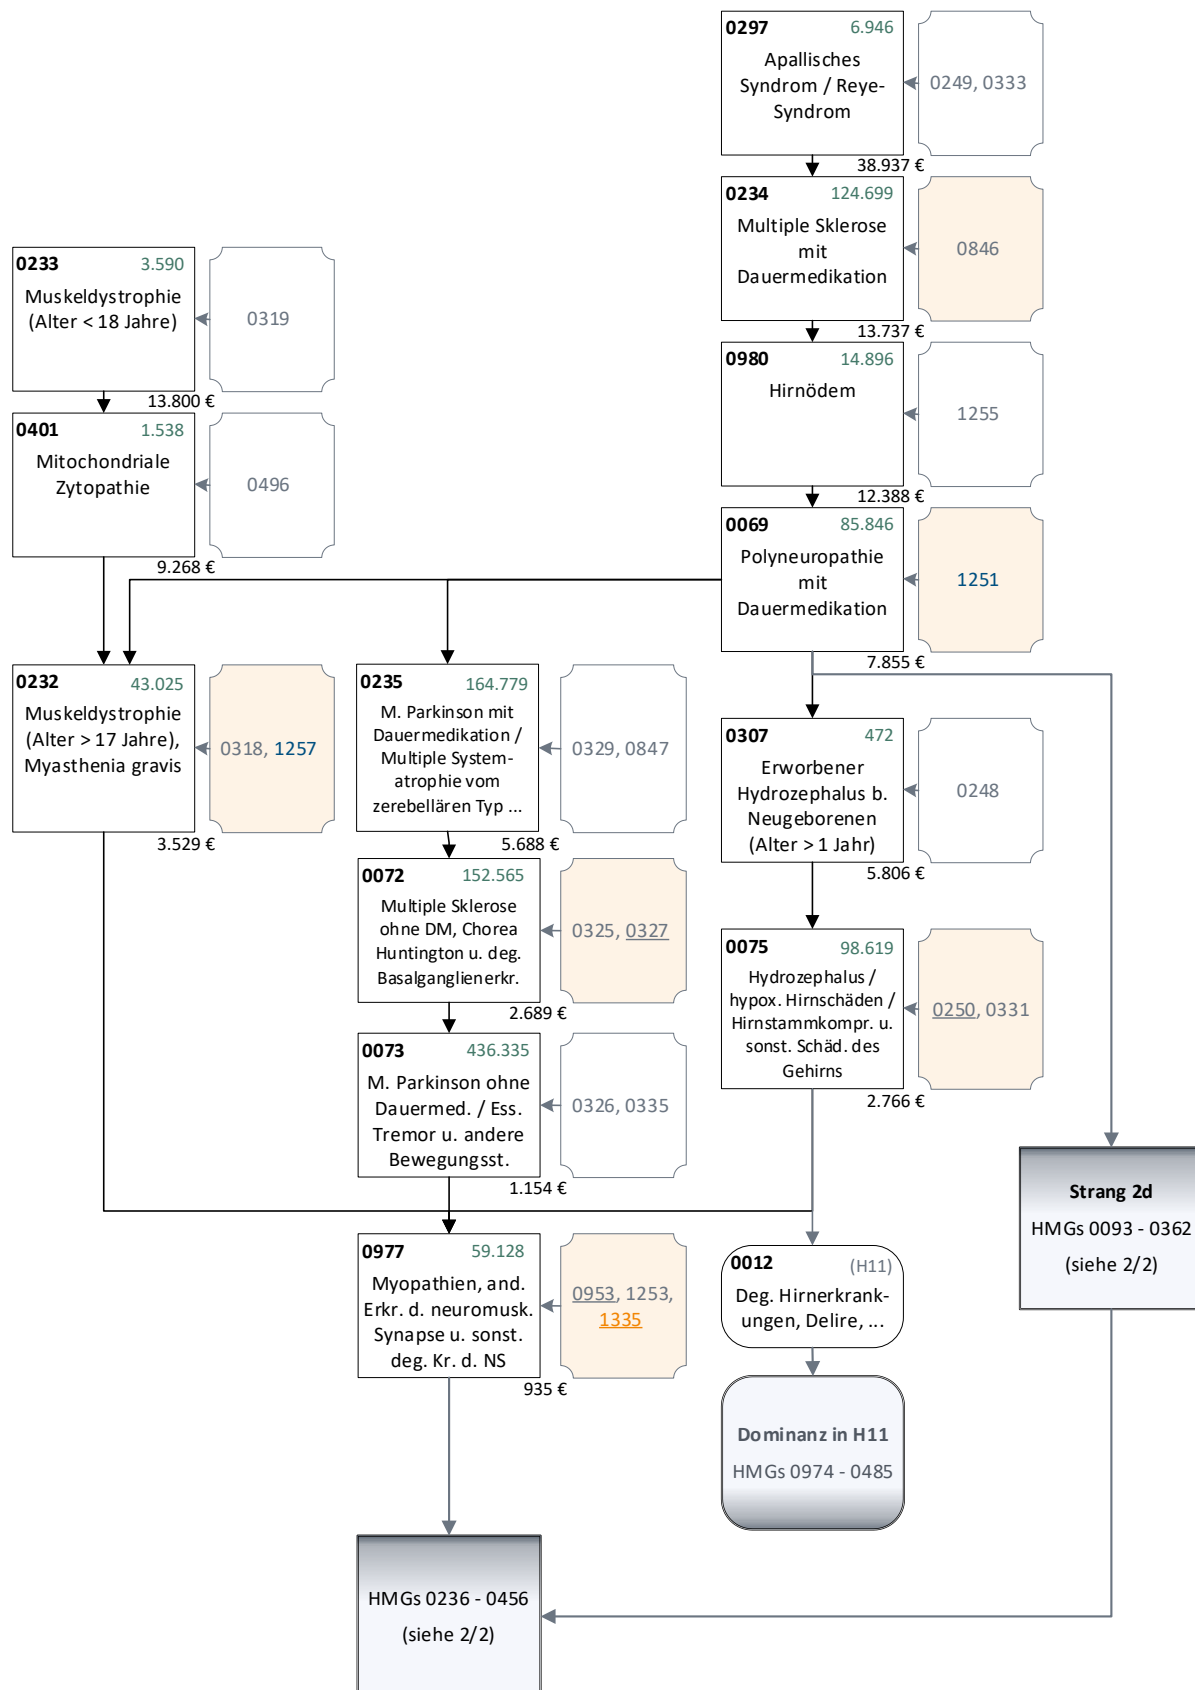 0297 6.946
Apallisches
Syndrom / Reye-
Syndrom
0249, 0333
38.937 €
0234 124.699
Multiple Sklerose
mit
Dauermedikation
0846
13.737 €
0233 3.590
Muskeldystrophie
(Alter < 18 Jahre)
0319
13.800 €
0980 14.896
Hirnödem
1255
12.388 €
0401 1.538
Mitochondriale
Zytopathie
0496
9.268 €
0069 85.846
Polyneuropathie
mit
Dauermedikation
1251
7.855 €
0232 43.025
Muskeldystrophie
(Alter > 17 Jahre),
Myasthenia gravis
0318, 1257
3.529 €
0235 164.779
M. Parkinson mit
Dauermedikation /
Multiple System-
atrophie vom
zerebellären Typ ...
0329, 0847
5.688 €
0307 472
Erworbener
Hydrozephalus b.
Neugeborenen
(Alter > 1 Jahr)
0248
5.806 €
0072 152.565
Multiple Sklerose
ohne DM, Chorea
Huntington u. deg.
Basalganglienerkr.
0325, 0327
2.689 €
0075 98.619
Hydrozephalus /
hypox. Hirnschäden /
Hirnstammkompr. u.
sonst. Schäd. des
Gehirns
0250, 0331
2.766 €
0073 436.335
M. Parkinson ohne
Dauermed. / Ess.
Tremor u. andere
Bewegungsst.
0326, 0335
1.154 €
Strang 2d
HMGs 0093 - 0362
(siehe 2/2)
0977 59.128
Myopathien, and.
Erkr. d. neuromusk.
Synapse u. sonst.
deg. Kr. d. NS
0953, 1253,
1335
935 €
0012 (H11)
Deg. Hirnerkrank-
ungen, Delire, ...
Dominanz in H11
HMGs 0974 - 0485
HMGs 0236 - 0456
(siehe 2/2)